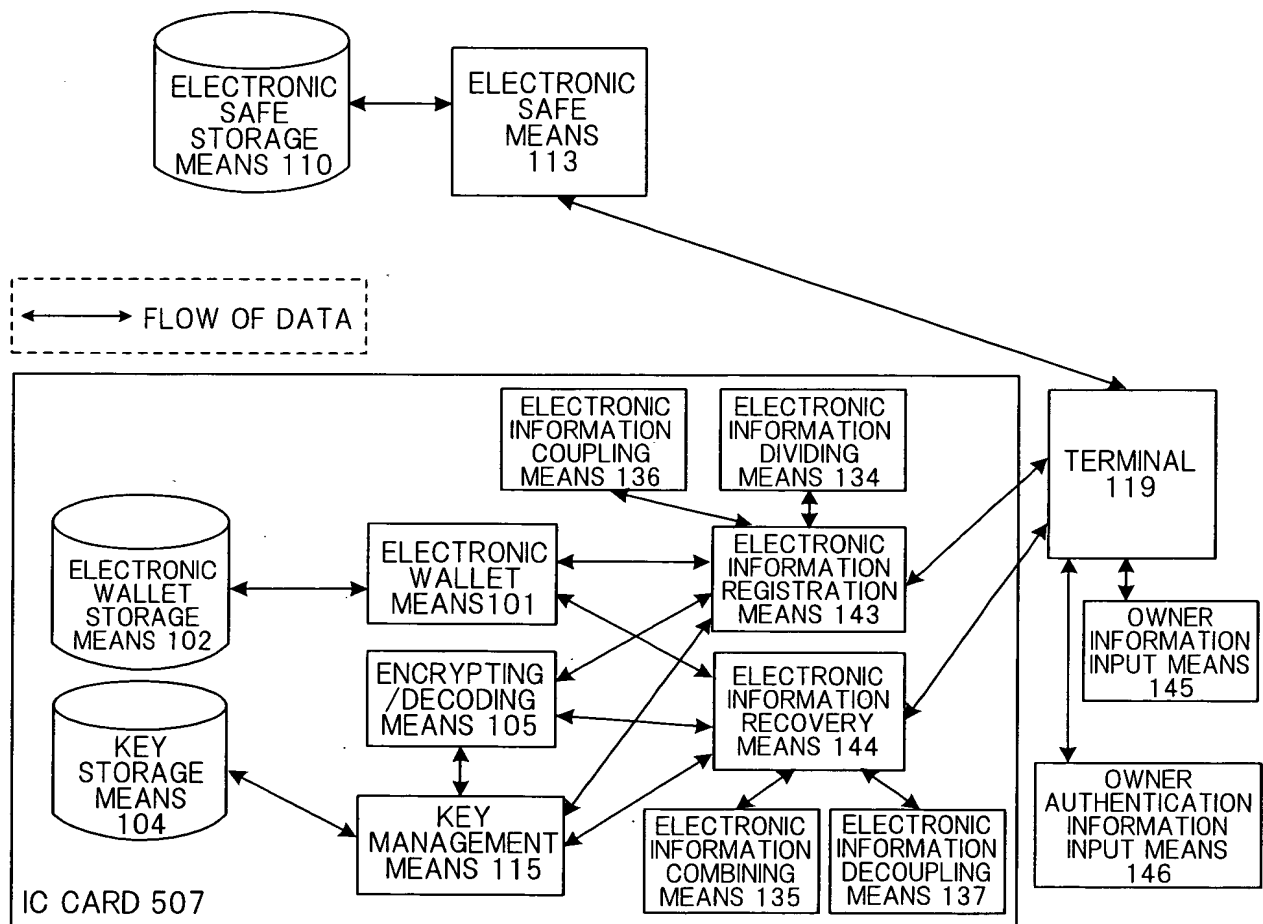 ELECTRONIC
SAFE
STORAGE
MEANS 110
ELECTRONIC
SAFE
MEANS
113
FLOW OF DATA
ELECTRONIC
INFORMATION
COUPLING
MEANS 136
ELECTRONIC
INFORMATION
DIVIDING
MEANS 134
TERMINAL
119
ELECTRONIC
WALLET
STORAGE
MEANS 102
ELECTRONIC
WALLET
MEANS101
ELECTRONIC
INFORMATION
REGISTRATION
MEANS 143
OWNER
INFORMATION
INPUT MEANS
145
KEY
STORAGE
MEANS
104
ENCRYPTING
/DECODING
MEANS 105
ELECTRONIC
INFORMATION
RECOVERY
MEANS 144
KEY
MANAGEMENT
MEANS 115
ELECTRONIC
INFORMATION
COMBINING
MEANS 135
ELECTRONIC
INFORMATION
DECOUPLING
MEANS 137
OWNER
AUTHENTICATION
INFORMATION
INPUT MEANS
146
IC CARD 507